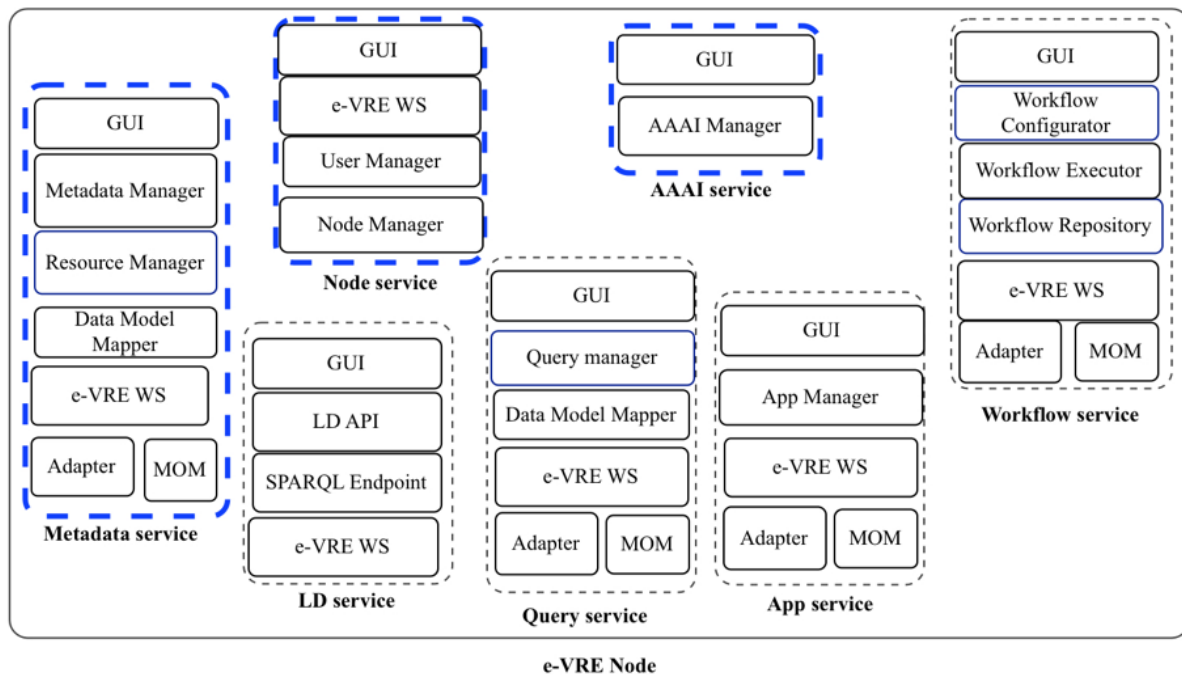 GUI
Metadata Manager
Resource Manager
Data Model
Mapper
e-VRE WS
Adapter
MOM
Metadata service
GUI
e-VRE WS
User Manager
Node Manager
Node service
GUI
AAAI Manager
AAAI service
GUI
Workflow
Configurator
Workflow Executor
Workflow Repository
e-VRE WS
Adapter
MOM
Workflow service
GUI
LD API
SPARQL Endpoint
e-VRE WS
LD service
GUI
Query manager
Data Model Mapper
e-VRE WS
Adapter
MOM
Query service
GUI
App Manager
e-VRE WS
Adapter
MOM
App service
e-VRE Node